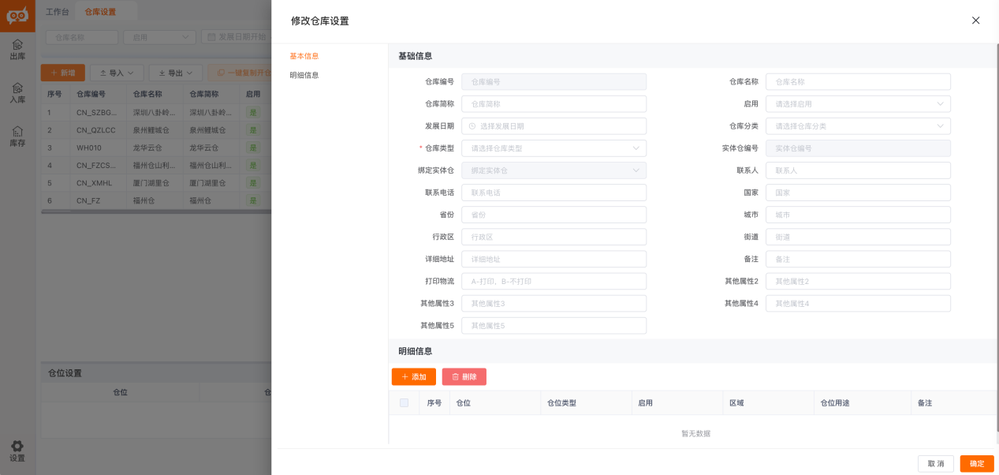 工作台 仓库设置
仓库名称 启用 发展日期开始
出库
入库
库存
设置
新增 导入 导出 一键复制开仓
序号 仓库编号 仓库名称 仓库简称 启用
1 CN_SZBG... 深圳八卦岭... 深圳八卦岭... 是
2 CN_QZLCC 泉州鲤城仓 泉州鲤城仓 是
3 WH010 龙华云仓 龙华云仓 是
4 CN_FZCS... 福州仓山利... 福州仓山利... 是
5 CN_XMHL 厦门湖里仓 厦门湖里仓 是
6 CN_FZ 福州仓 福州仓 是
仓位设置
仓位 仓
修改仓库设置
基本信息
明细信息
基础信息
仓库编号 仓库编号 仓库名称 仓库名称
仓库简称 仓库简称 启用 请选择启用
发展日期 选择发展日期 仓库分类 请选择仓库分类
* 仓库类型 请选择仓库类型 实体仓编号 实体仓编号
绑定实体仓 绑定实体仓 联系人 联系人
联系电话 联系电话 国家 国家
省份 省份 城市 城市
行政区 行政区 街道 街道
详细地址 详细地址 备注 备注
打印物流 A-打印，B-不打印 其他属性2 其他属性2
其他属性3 其他属性3 其他属性4 其他属性4
其他属性5 其他属性5
明细信息
添加 删除
序号 仓位 仓位类型 启用 区域 仓位用途 备注
暂无数据
取 消 确定